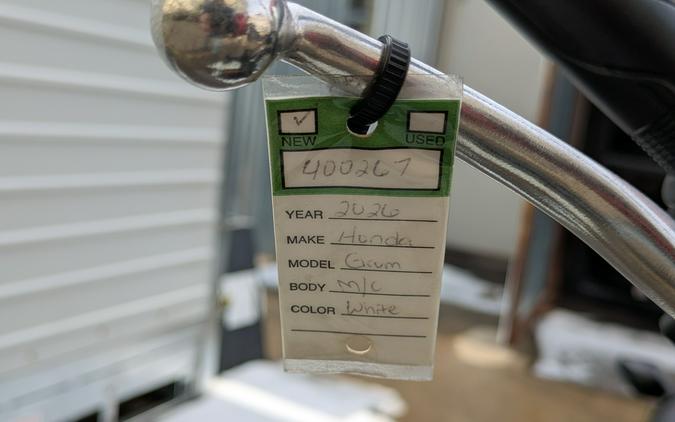 ✓
NEW USED
400267
YEAR 2026
MAKE Honda
MODEL Grom
BODY M/C
COLOR White